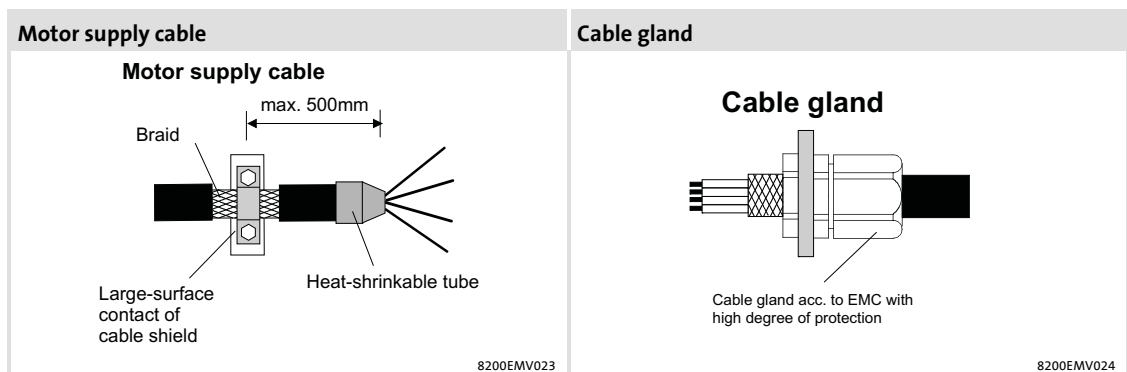 Motor supply cable
Motor supply cable
max. 500mm
Braid
Heat-shrinkable tube
Large-surface
contact of
cable shield
8200EMV023
Cable gland
Cable gland
Cable gland acc. to EMC with
high degree of protection
8200EMV024